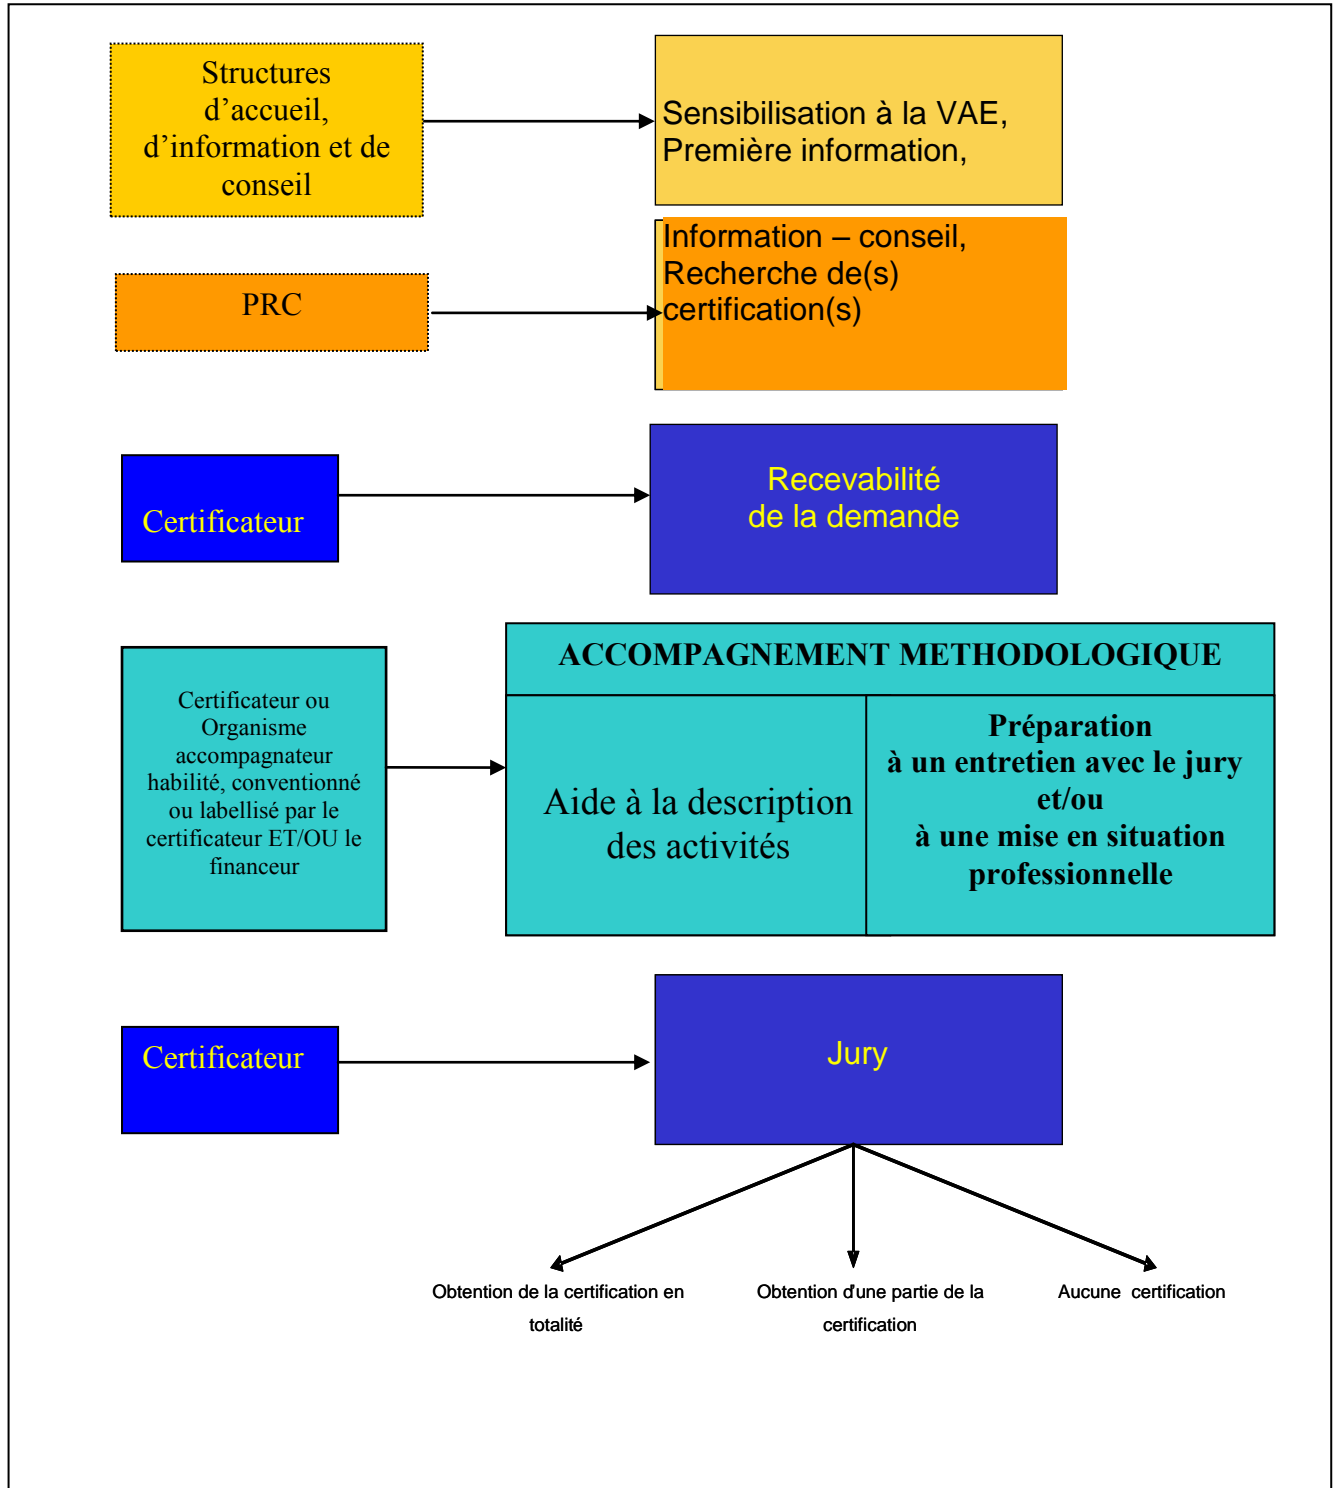 Structures
d’accueil,
d’information et de
conseil
Sensibilisation à la VAE,
Première information,
PRC
Information – conseil,
Recherche de(s)
certification(s)
Certificateur
Recevabilité
de la demande
Certificateur ou
Organisme
accompagnateur
habilité, conventionné
ou labellisé par le
certificateur ET/OU le
financeur
ACCOMPAGNEMENT METHODOLOGIQUE
Aide à la description
des activités
Préparation
à un entretien avec le jury
et/ou
à une mise en situation
professionnelle
Certificateur
Jury
Obtention de la certification en
totalité
Obtention d'une partie de la
certification
Aucune certification